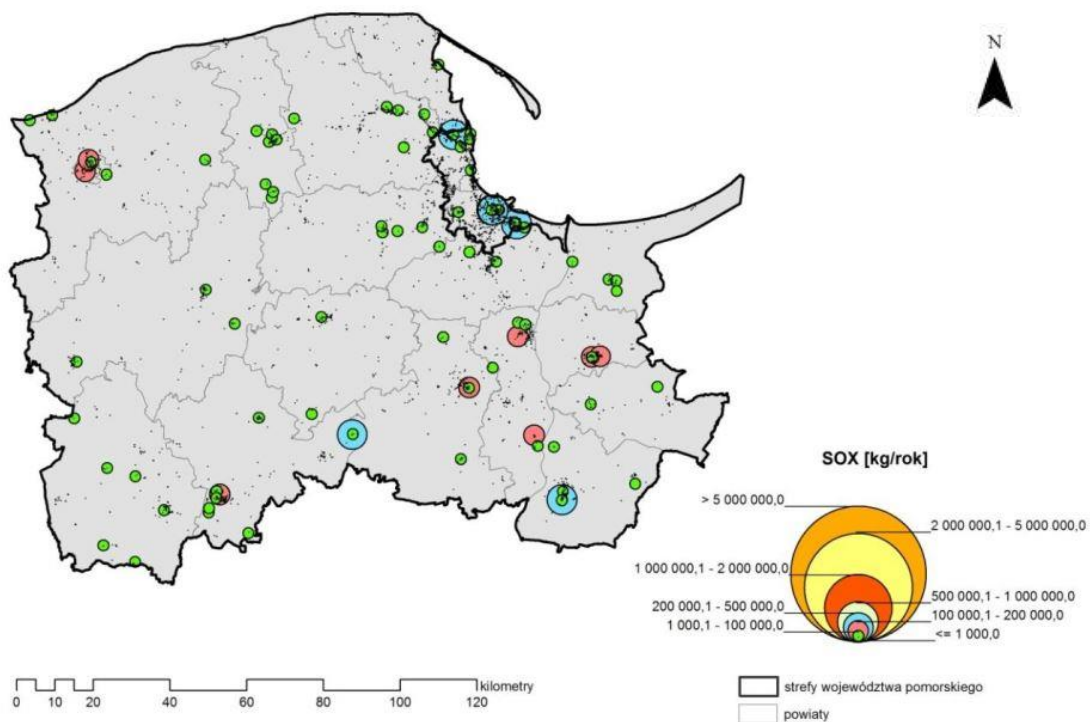 N
SOX [kg/rok]
> 5 000 000,0
2 000 000,1 - 5 000 000,0
1 000 000,1 - 2 000 000,0
500 000,1 - 1 000 000,0
200 000,1 - 500 000,0
100 000,1 - 200 000,0
1 000,1 - 100 000,0
<= 1 000,0
kilometry
0 10 20 40 60 80 100 120
strefy województwa pomorskiego
powiaty